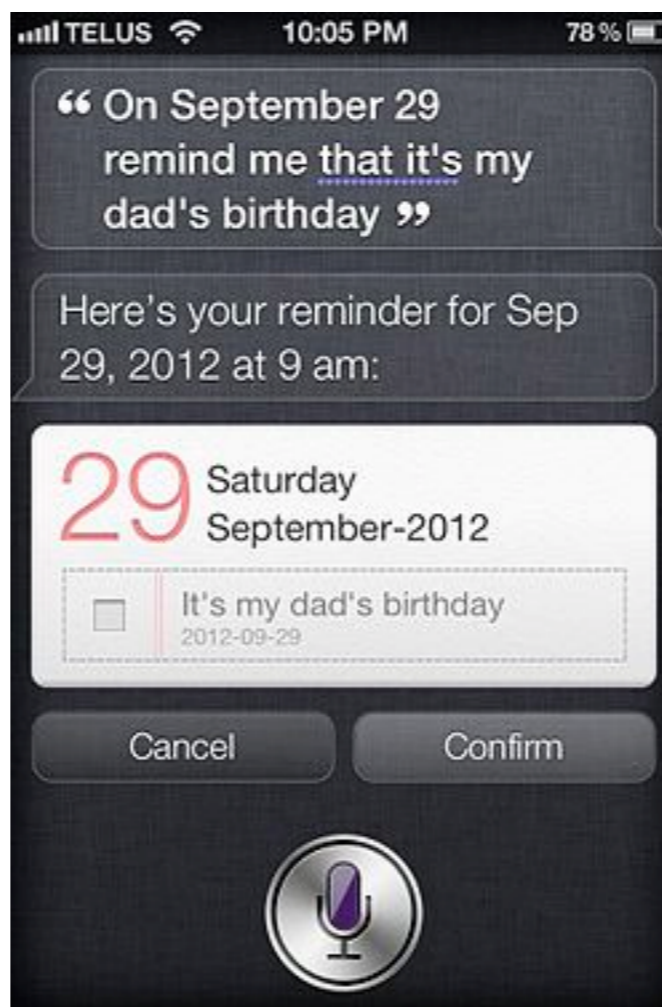 TELUS 10:05 PM 78 %
“ On September 29
remind me that it's my
dad's birthday ”
Here’s your reminder for Sep
29, 2012 at 9 am:
29 Saturday
September-2012
It's my dad's birthday
2012-09-29
Cancel Confirm